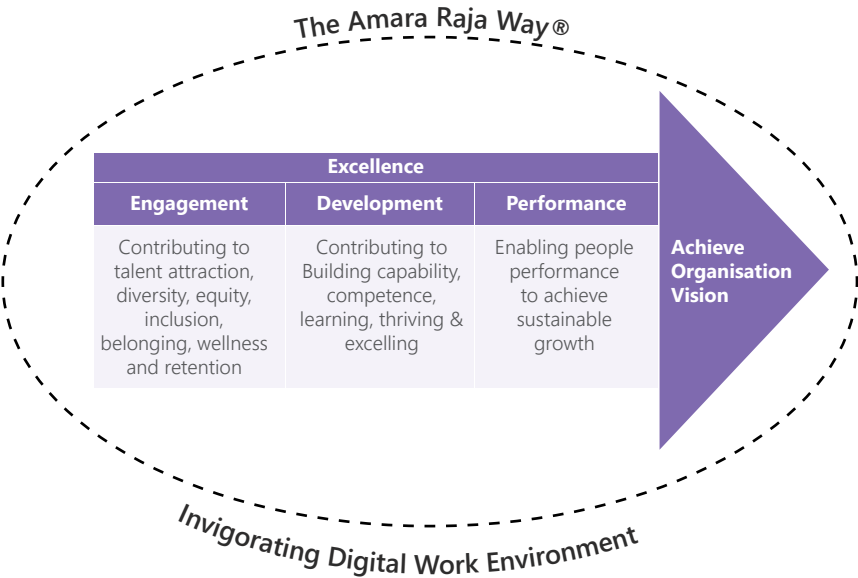 The Amara Raja Way®
Excellence
Engagement
Development
Performance
Contributing to
talent attraction,
diversity, equity,
inclusion,
belonging, wellness
and retention
Contributing to
Building capability,
competence,
learning, thriving &
excelling
Enabling people
performance
to achieve
sustainable
growth
Achieve
Organisation
Vision
Invigorating Digital Work Environment